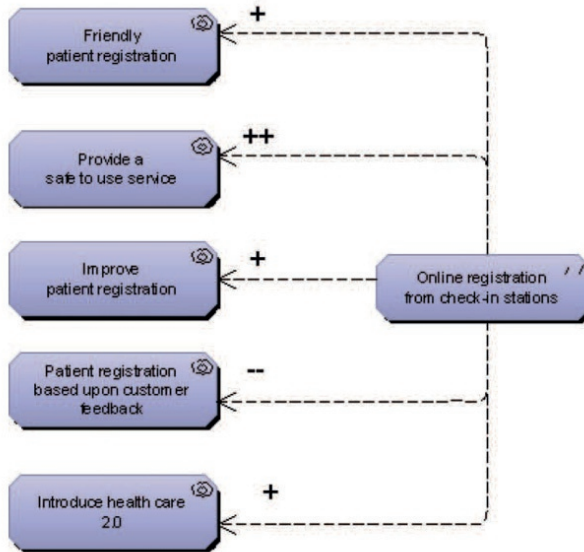 +
Friendly
patient registration
++
Provide a
safe to use service
+
Improve
patient registration
Online registration
from check-in stations
--
Patient registration
based upon customer
feedback
+
Introduce health care
2.0